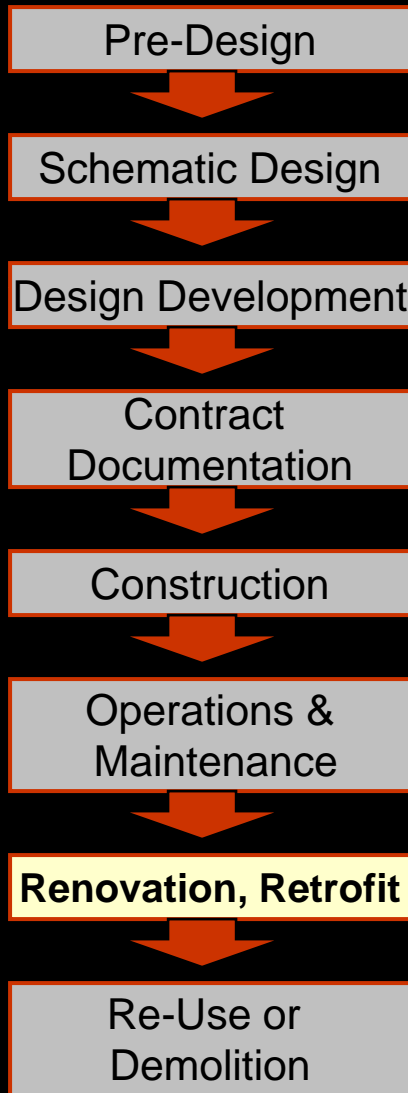 Pre-Design
Schematic Design
Design Development
Contract
Documentation
Construction
Operations &
Maintenance
Renovation, Retrofit
Re-Use or
Demolition